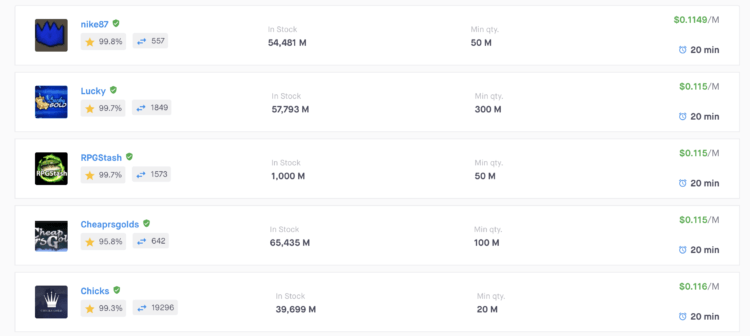 nike87
99.8% 557
In Stock
54,481 M
Min qty.
50 M
$0.1149/M
20 min
Lucky
99.7% 1849
In Stock
57,793 M
Min qty.
300 M
$0.115/M
20 min
RPGStash
RPGStash
99.7% 1573
In Stock
1,000 M
Min qty.
50 M
$0.115/M
20 min
Cheaprsgolds
95.8% 642
In Stock
65,435 M
Min qty.
100 M
$0.115/M
20 min
Chicks
99.3% 19296
In Stock
39,699 M
Min qty.
20 M
$0.116/M
20 min